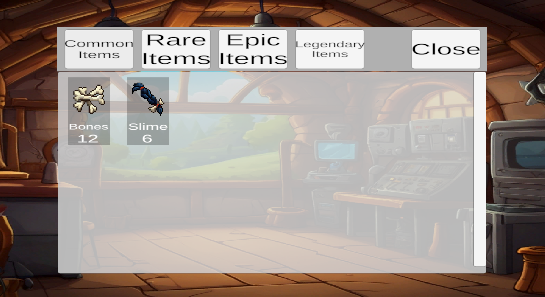 Common
Items
Rare
Items
Epic
Items
Legendary
Items
Close
Bones
12
Slime
6